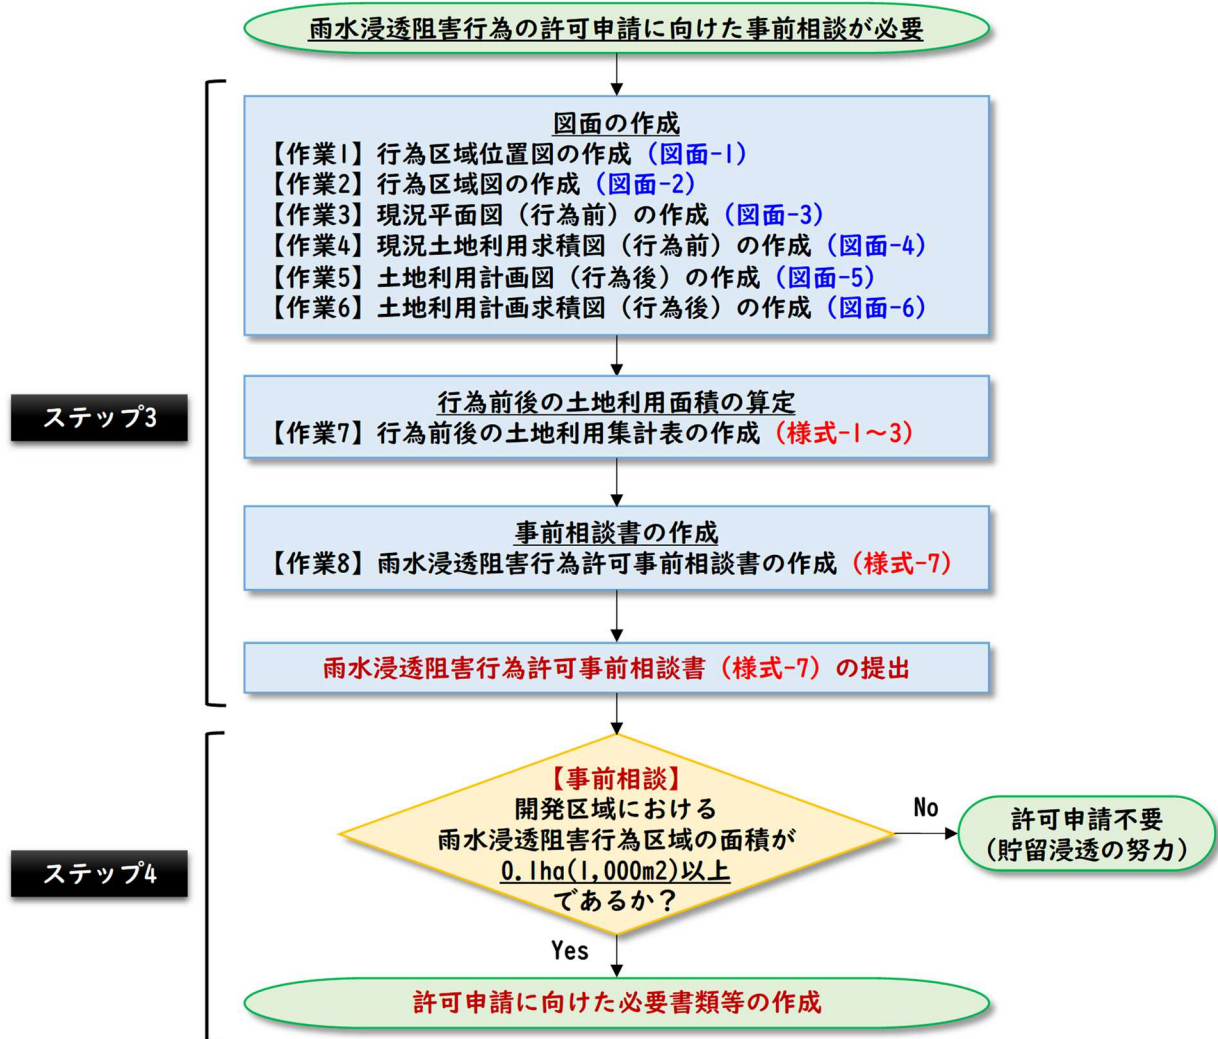 雨水浸透阻害行為の許可申請に向けた事前相談が必要
図面の作成
【作業1】行為区域位置図の作成（図面-1）
【作業2】行為区域図の作成（図面-2）
【作業3】現況平面図（行為前）の作成（図面-3）
【作業4】現況土地利用求積図（行為前）の作成（図面-4）
【作業5】土地利用計画図（行為後）の作成（図面-5）
【作業6】土地利用計画求積図（行為後）の作成（図面-6）
ステップ3
行為前後の土地利用面積の算定
【作業7】行為前後の土地利用集計表の作成（様式-1～3）
事前相談書の作成
【作業8】雨水浸透阻害行為許可事前相談書の作成（様式-7）
雨水浸透阻害行為許可事前相談書（様式-7）の提出
【事前相談】
開発区域における
雨水浸透阻害行為区域の面積が
0.1ha(1,000m2)以上
であるか？
No
許可申請不要
（貯留浸透の努力）
ステップ4
Yes
許可申請に向けた必要書類等の作成